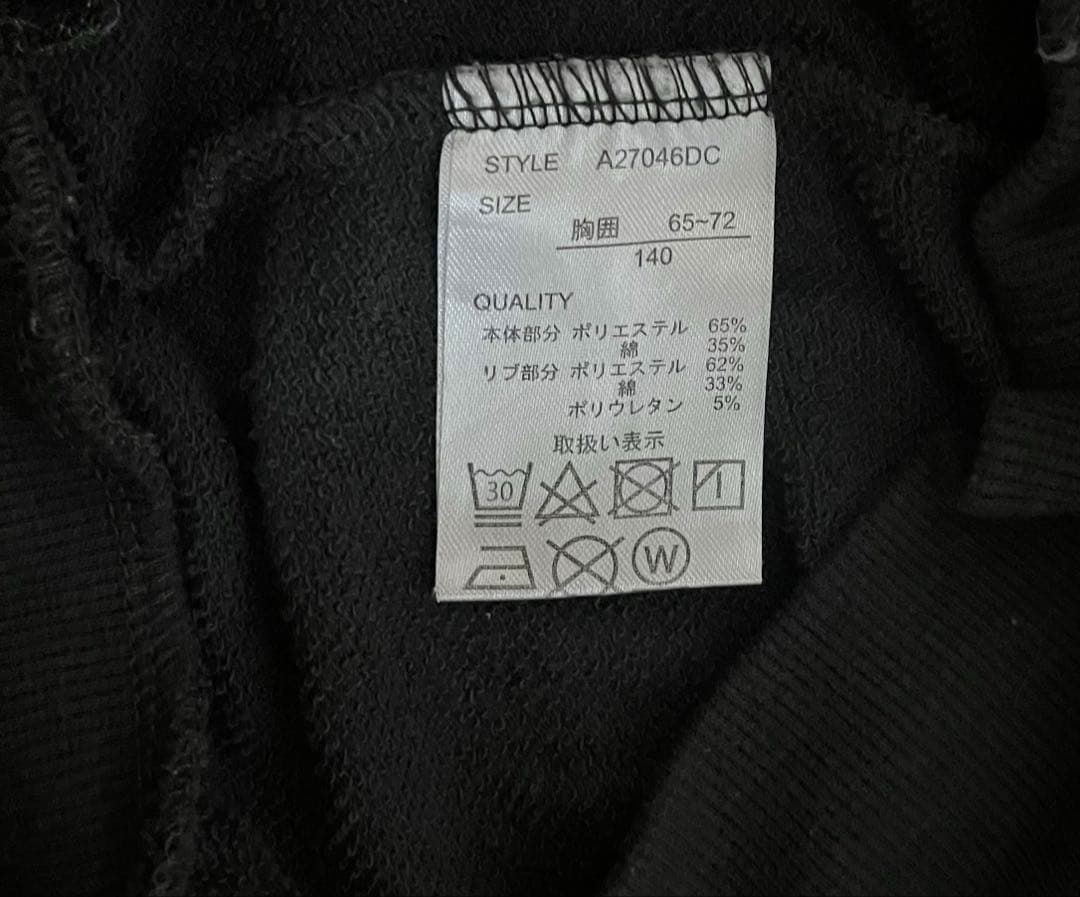 STYLE A27046DC
SIZE
胸囲 65~72
140
QUALITY
本体部分 ポリエステル 65%
綿 35%
リブ部分 ポリエステル 62%
綿 33%
ポリウレタン 5%
取扱い表示
30
W